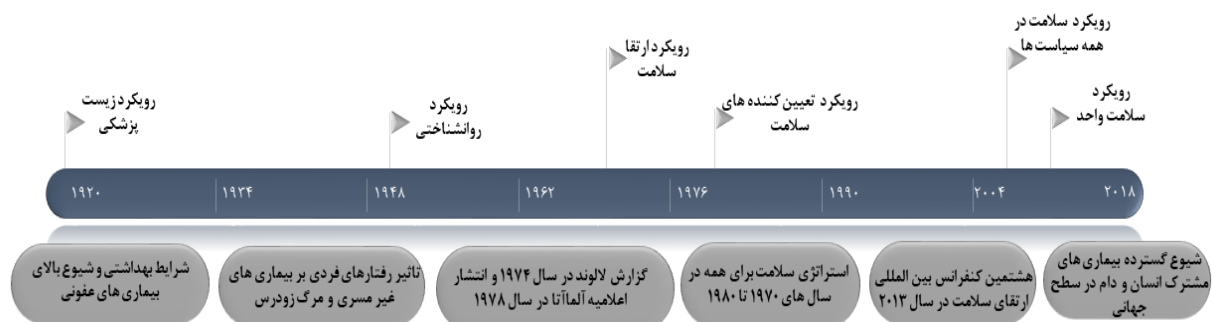 رویکرد زیست
پزشکی
رویکرد
روانشناختی
رویکرد ارتقا
سلامت
رویکرد تعیین کننده های
سلامت
رویکرد سلامت در
همه سیاست ها
رویکرد
سلامت واحد
۱۹۲۰
۱۹۳۴
۱۹۴۸
۱۹۶۲
۱۹۷۶
۱۹۹۰
۲۰۰۴
۲۰۱۸
شرایط بهداشتی و شیوع بالای
بیماری های عفونی
تاثیر رفتارهای فردی بر بیماری های
غیر مسری و مرگ زودرس
گزارش لالوند در سال ۱۹۷۴ و انتشار
اعلامیه آلماآتا در سال ۱۹۷۸
استراتژی سلامت برای همه در
سال های ۱۹۷۰ تا ۱۹۸۰
هشتمین کنفرانس بین المللی
ارتقای سلامت در سال ۲۰۱۳
شیوع گسترده بیماری های
مشترک انسان و دام در سطح
جهانی